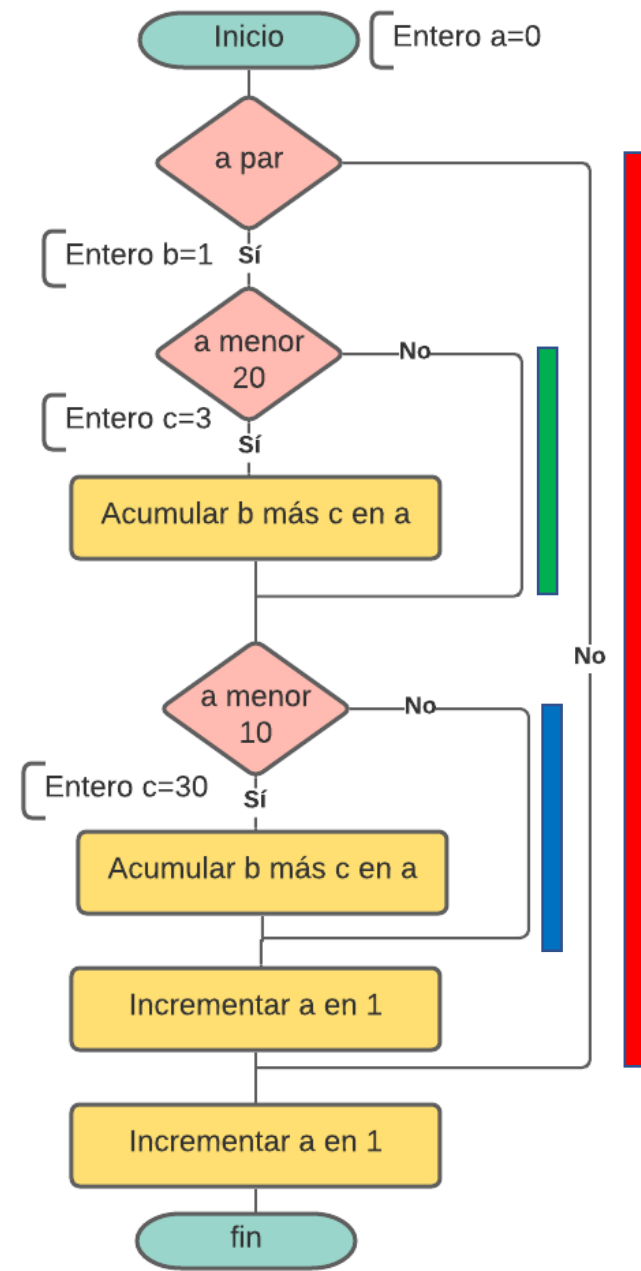 Inicio
Entero a=0
a par
Entero b=1
Sí
a menor
20
No
Entero c=3
Sí
Acumular b más c en a
No
a menor
10
No
Entero c=30
Sí
Acumular b más c en a
Incrementar a en 1
Incrementar a en 1
fin